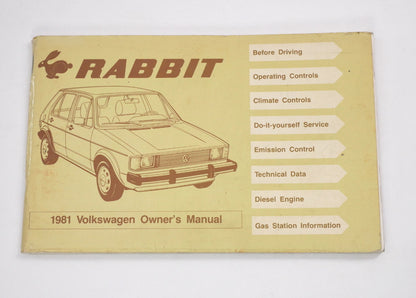 RABBIT
1981 Volkswagen Owner's Manual
Before Driving
Operating Controls
Climate Controls
Do-it-yourself Service
Emission Control
Technical Data
Diesel Engine
Gas Station Information